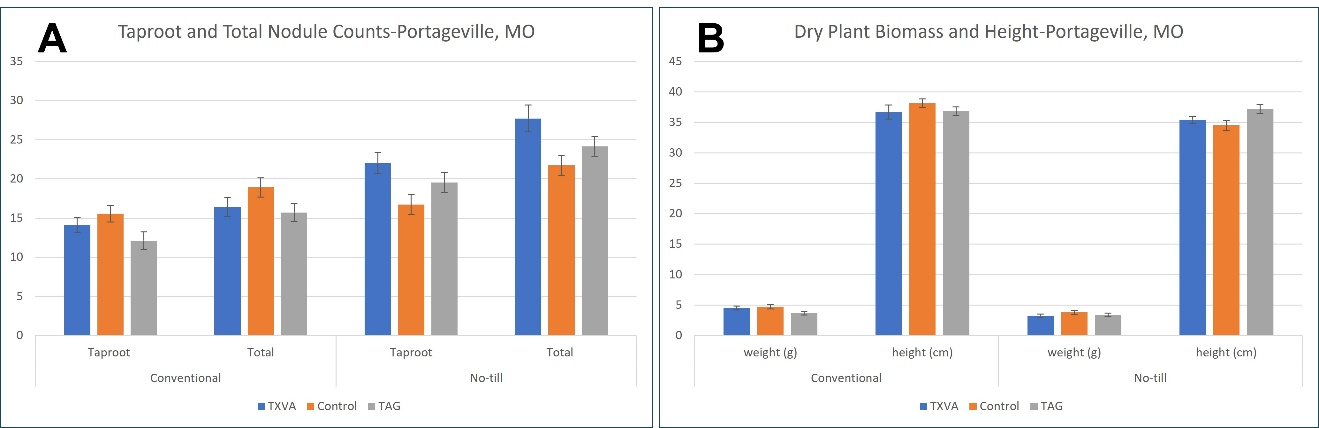 A
Taproot and Total Nodule Counts-Portageville, MO
35
30
25
20
15
10
5
0
Taproot Total Taproot Total
Conventional No-till
TXVA Control TAG
B
Dry Plant Biomass and Height-Portageville, MO
45
40
35
30
25
20
15
10
5
0
weight (g) height (cm) weight (g) height (cm)
Conventional No-till
TXVA Control TAG